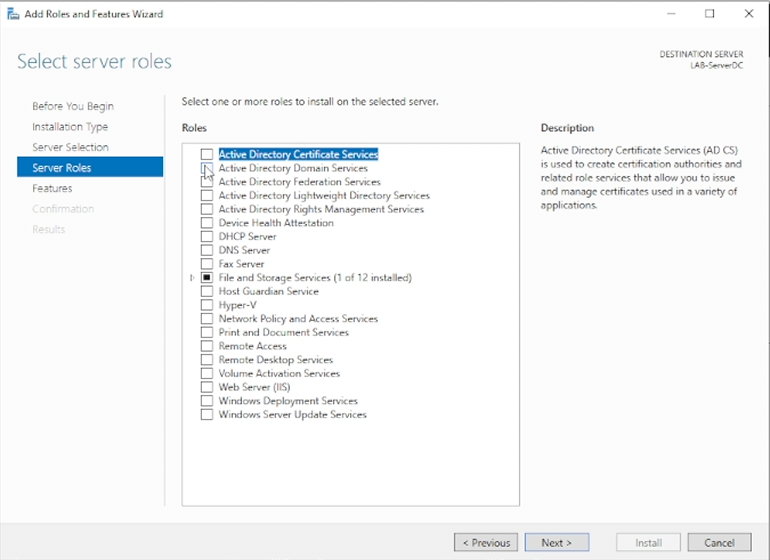 Add Roles and Features Wizard
Select server roles
DESTINATION SERVER
LAB-ServerDC
Before You Begin
Installation Type
Server Selection
Server Roles
Features
Confirmation
Results
Select one or more roles to install on the selected server.
Roles
Active Directory Certificate Services
Active Directory Domain Services
Active Directory Federation Services
Active Directory Lightweight Directory Services
Active Directory Rights Management Services
Device Health Attestation
DHCP Server
DNS Server
Fax Server
File and Storage Services (1 of 12 installed)
Host Guardian Service
Hyper-V
Network Policy and Access Services
Print and Document Services
Remote Access
Remote Desktop Services
Volume Activation Services
Web Server (IIS)
Windows Deployment Services
Windows Server Update Services
Description
Active Directory Certificate Services (AD CS)
is used to create certification authorities and
related role services that allow you to issue
and manage certificates used in a variety of
applications.
< Previous
Next >
Install
Cancel